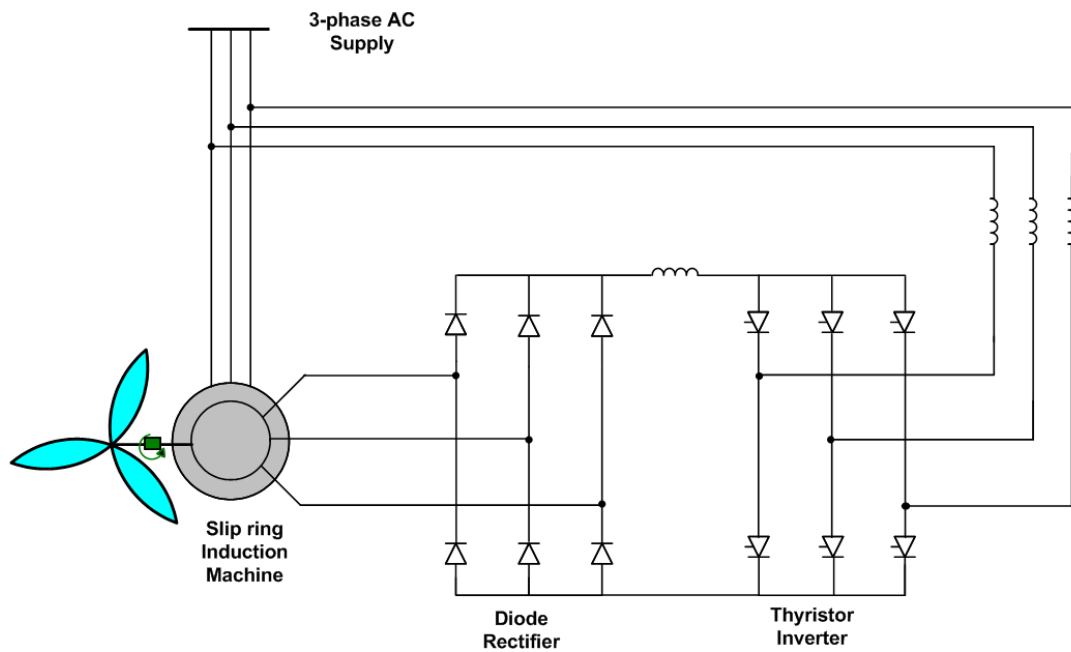 3-phase AC
Supply
Slip ring
Induction
Machine
Diode
Rectifier
Thyristor
Inverter